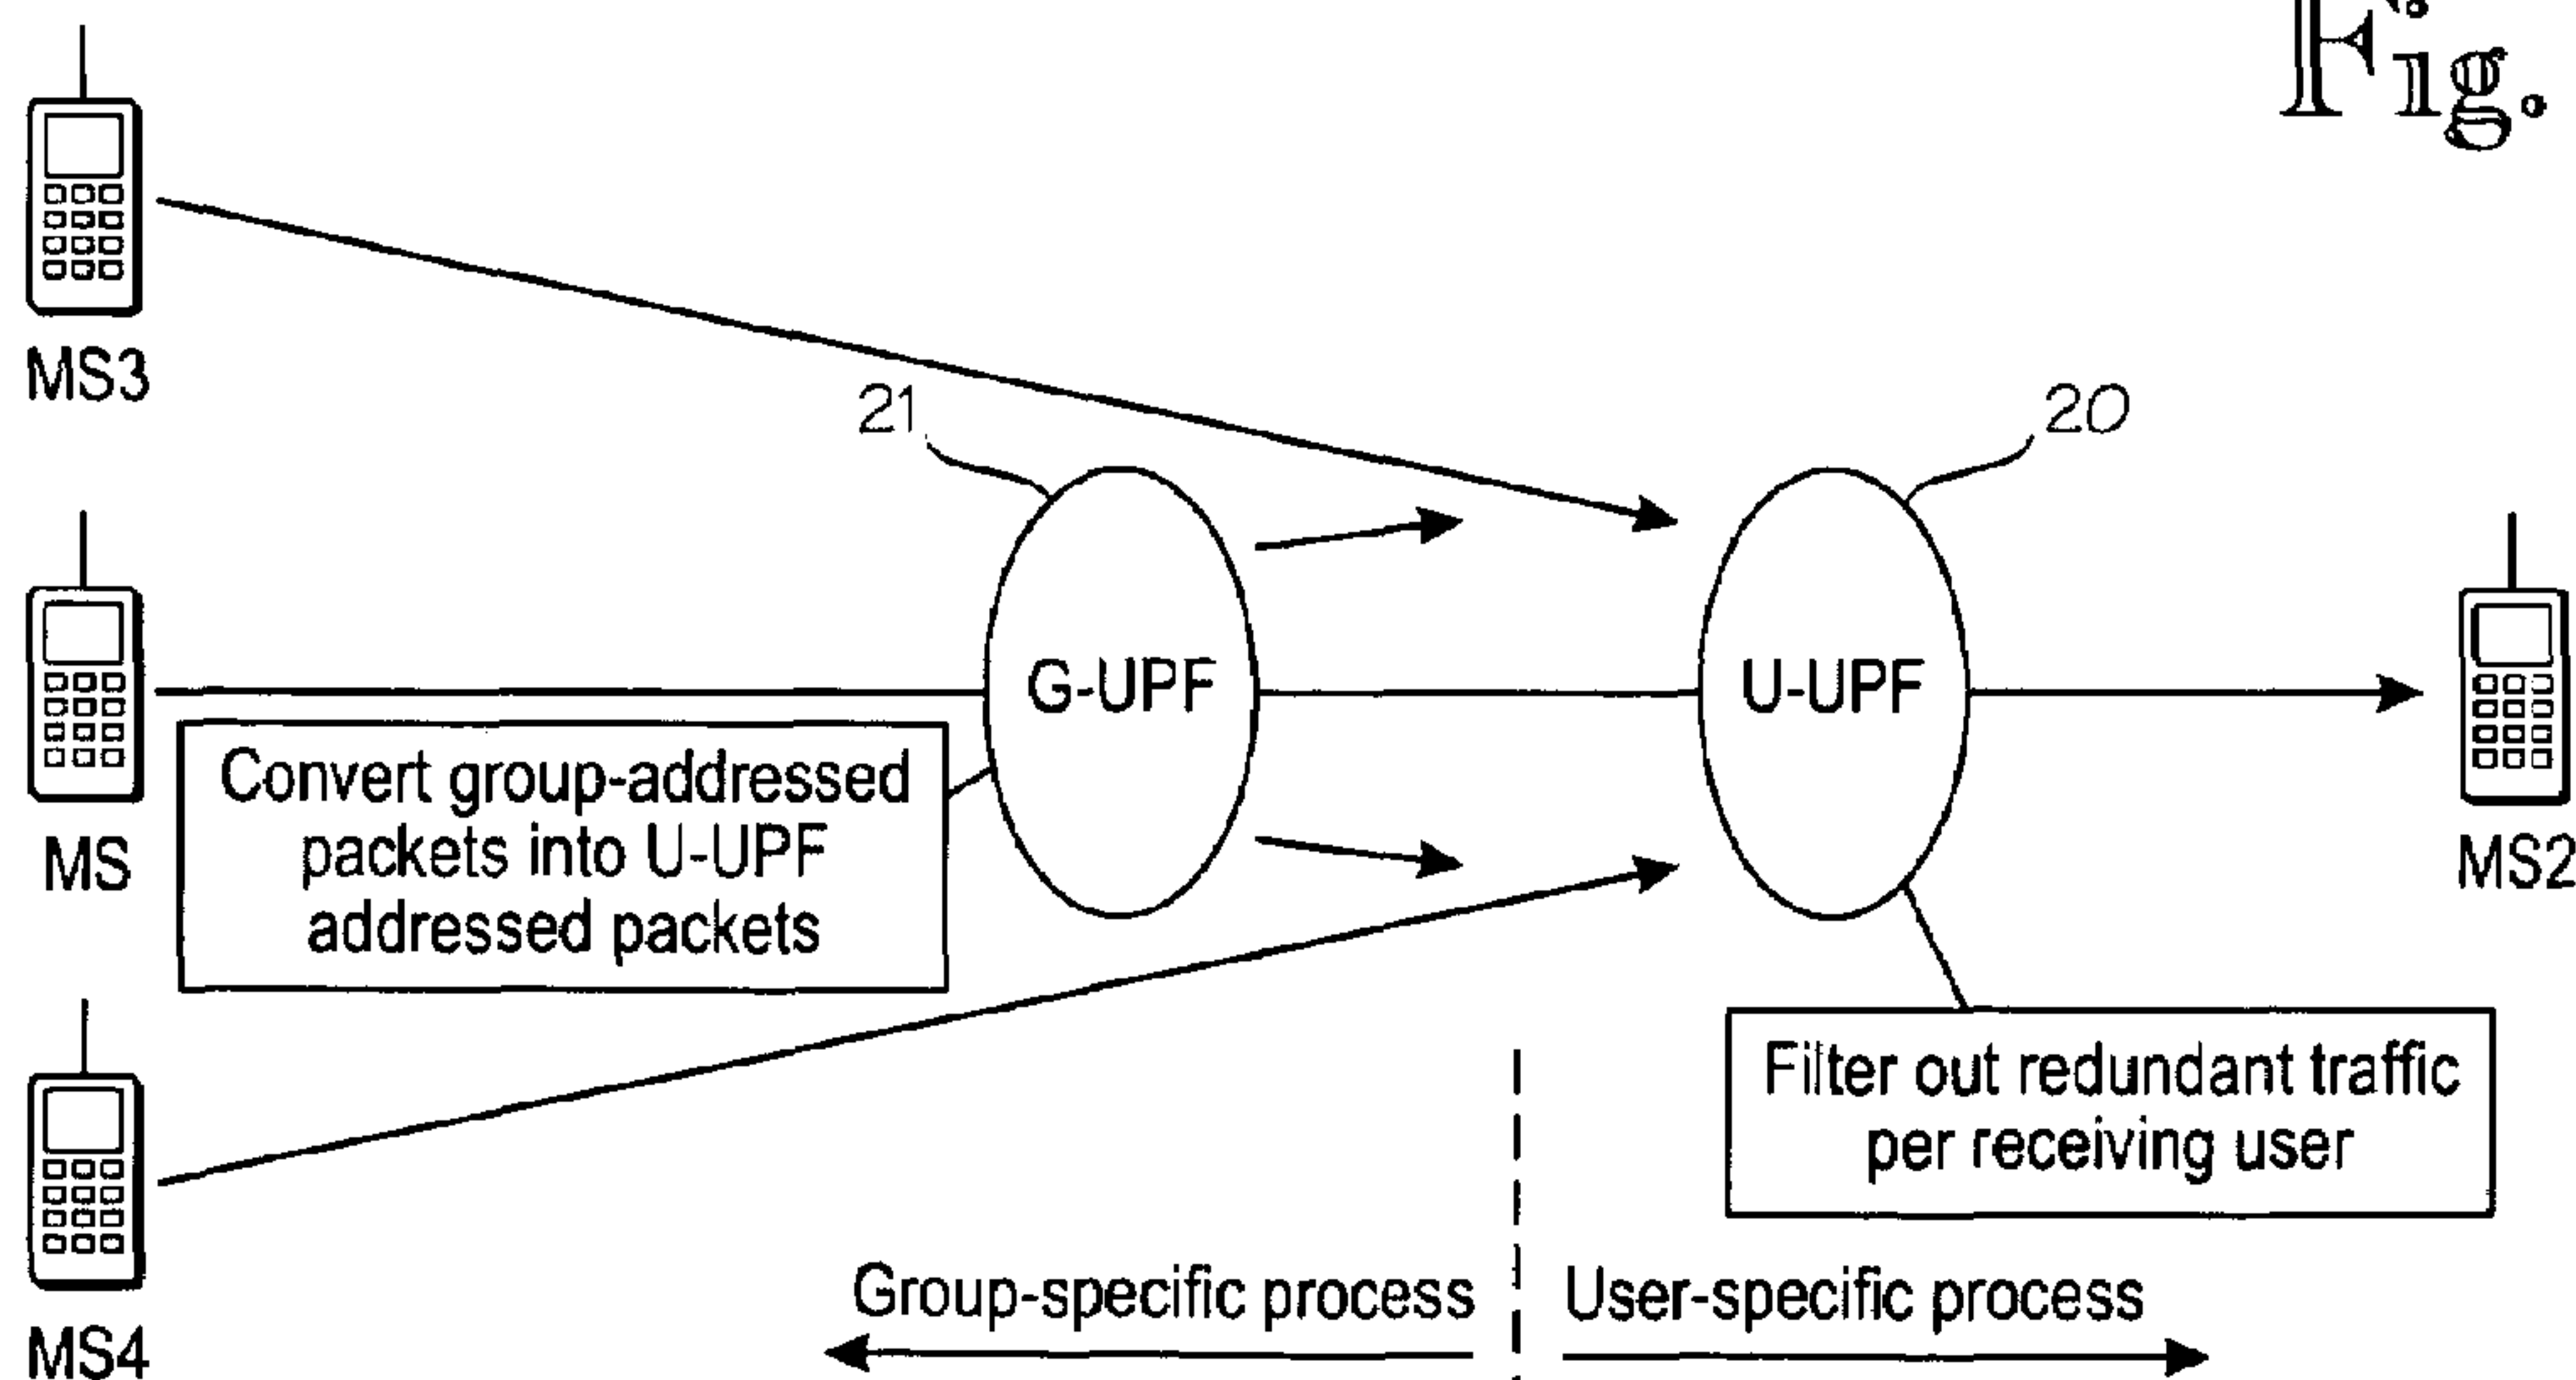 Fig.
MS3
21
20
G-UPF
U-UPF
MS
MS2
Convert group-addressed
packets into U-UPF
addressed packets
Filter out redundant traffic
per receiving user
Group-specific process
User-specific process
MS4